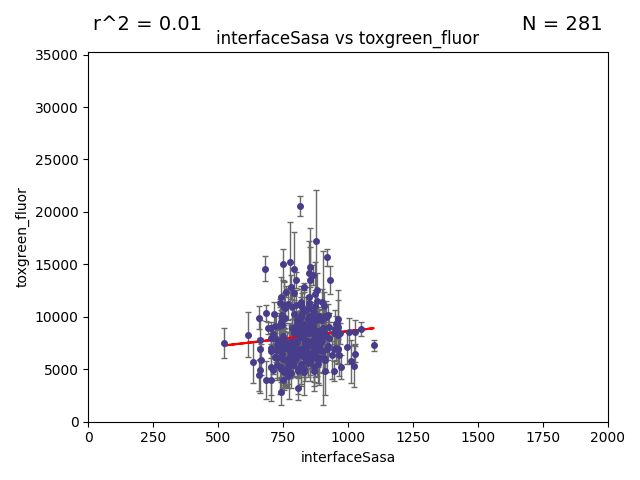 r^2 = 0.01
N = 281
interfaceSasa vs toxgreen_fluor
35000
30000
25000
20000
15000
10000
5000
0
toxgreen_fluor
0 250 500 750 1000 1250 1500 1750 2000
interfaceSasa